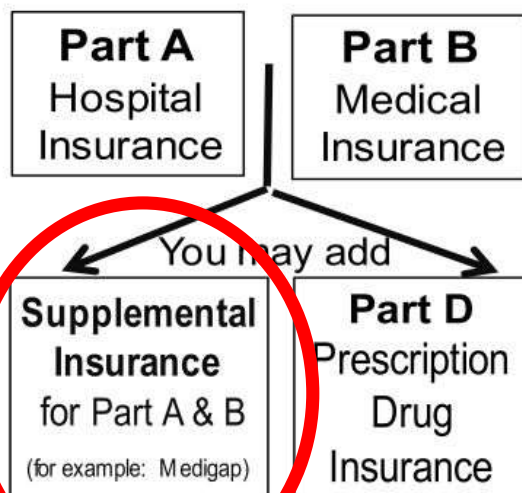 Part A
Hospital
Insurance
Part B
Medical
Insurance
You may add
Supplemental
Insurance
for Part A & B
(for example: Medigap)
Part D
Prescription
Drug
Insurance